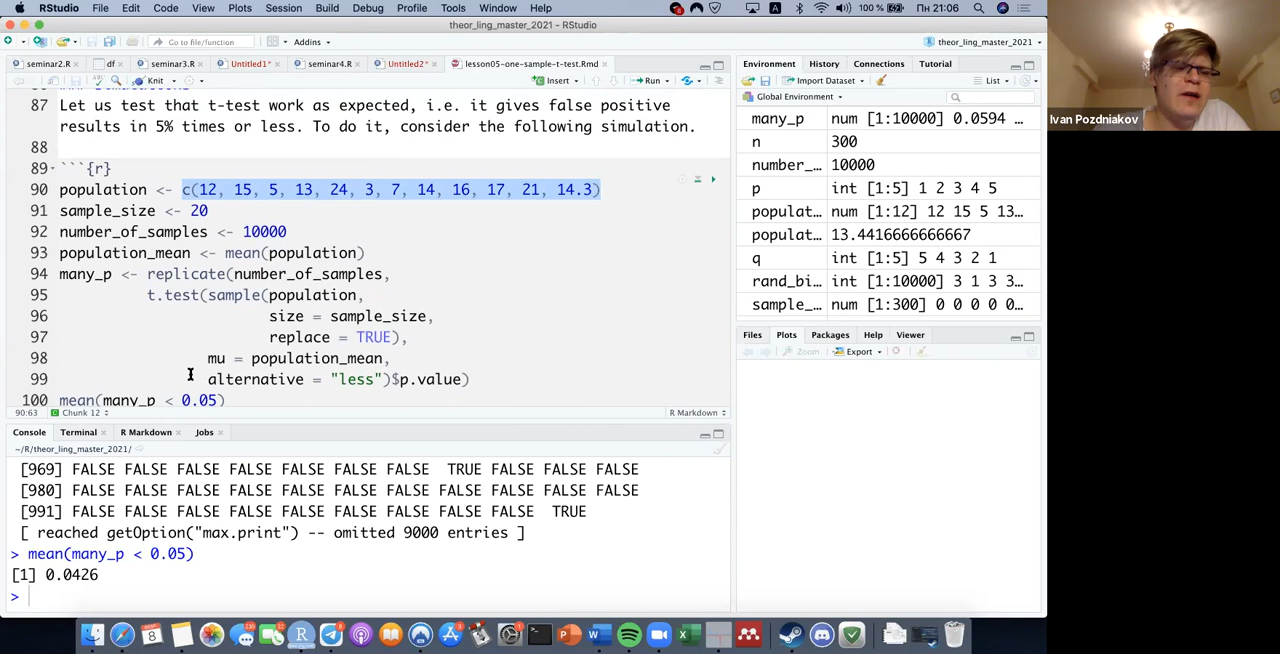 RStudio File Edit Code View Plots Session Build Debug Profile Tools Window Help 100 % Пн 21:06
theor_ling_master_2021 - RStudio
Go to file/function Addins theor_ling_master_2021
seminar2.R df seminar3.R Untitled1* seminar4.R Untitled2* lesson05-one-sample-t-test.Rmd
Knit Insert Run
87 Let us test that t-test work as expected, i.e. it gives false positive
results in 5% times or less. To do it, consider the following simulation.
88
89 ```{r}
90 population <- c(12, 15, 5, 13, 24, 3, 7, 14, 16, 17, 21, 14.3)
91 sample_size <- 20
92 number_of_samples <- 10000
93 population_mean <- mean(population)
94 many_p <- replicate(number_of_samples,
95 t.test(sample(population,
96 size = sample_size,
97 replace = TRUE),
98 mu = population_mean,
99 alternative = "less")$p.value)
100 mean(many_p < 0.05)
90:63 Chunk 12 R Markdown
Console Terminal R Markdown Jobs
~/R/theor_ling_master_2021/
[969] FALSE FALSE FALSE FALSE FALSE FALSE FALSE TRUE FALSE FALSE FALSE
[980] FALSE FALSE FALSE FALSE FALSE FALSE FALSE FALSE FALSE FALSE FALSE
[991] FALSE FALSE FALSE FALSE FALSE FALSE FALSE FALSE FALSE TRUE
[ reached getOption("max.print") -- omitted 9000 entries ]
> mean(many_p < 0.05)
[1] 0.0426
>
Environment History Connections Tutorial
Import Dataset List
Global Environment
many_p num [1:10000] 0.0594 ...
n 300
number_... 10000
p int [1:5] 1 2 3 4 5
populat... num [1:12] 12 15 5 13...
populat... 13.4416666666667
q int [1:5] 5 4 3 2 1
rand_bi... int [1:10000] 3 1 3 3...
sample_... num [1:300] 0 0 0 0 0...
Files Plots Packages Help Viewer
Zoom Export
Ivan Pozdniakov